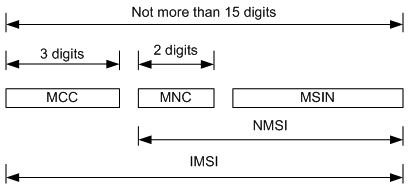 Not more than 15 digits
3 digits 2 digits
MCC MNC MSIN
NMSI
IMSI